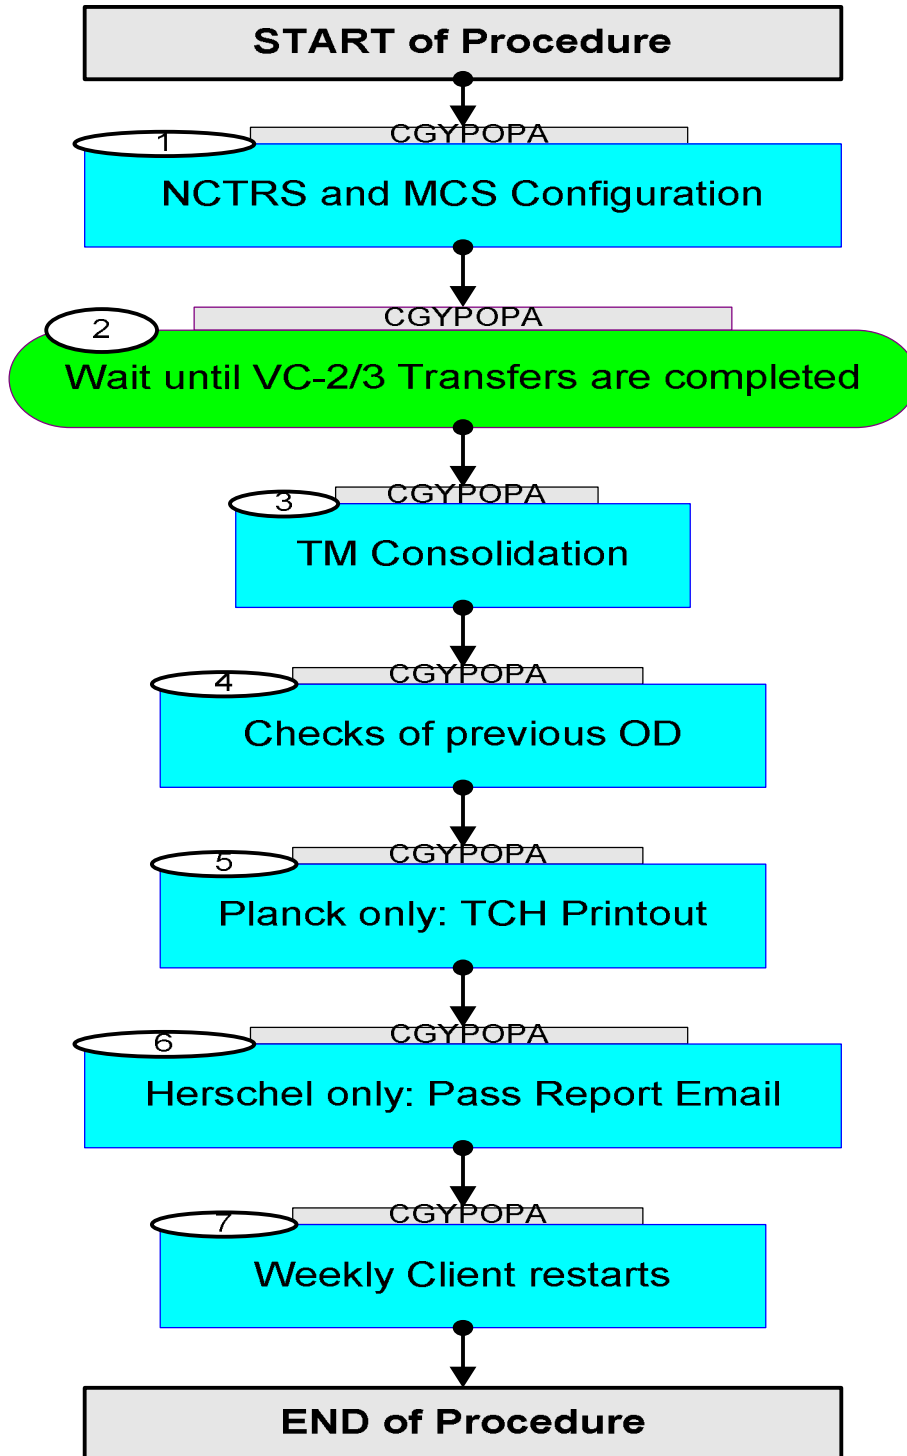 START of Procedure
CGYPOPA
1
NCTRS and MCS Configuration
CGYPOPA
2
Wait until VC-2/3 Transfers are completed
CGYPOPA
3
TM Consolidation
CGYPOPA
4
Checks of previous OD
CGYPOPA
5
Planck only: TCH Printout
CGYPOPA
6
Herschel only: Pass Report Email
CGYPOPA
7
Weekly Client restarts
END of Procedure